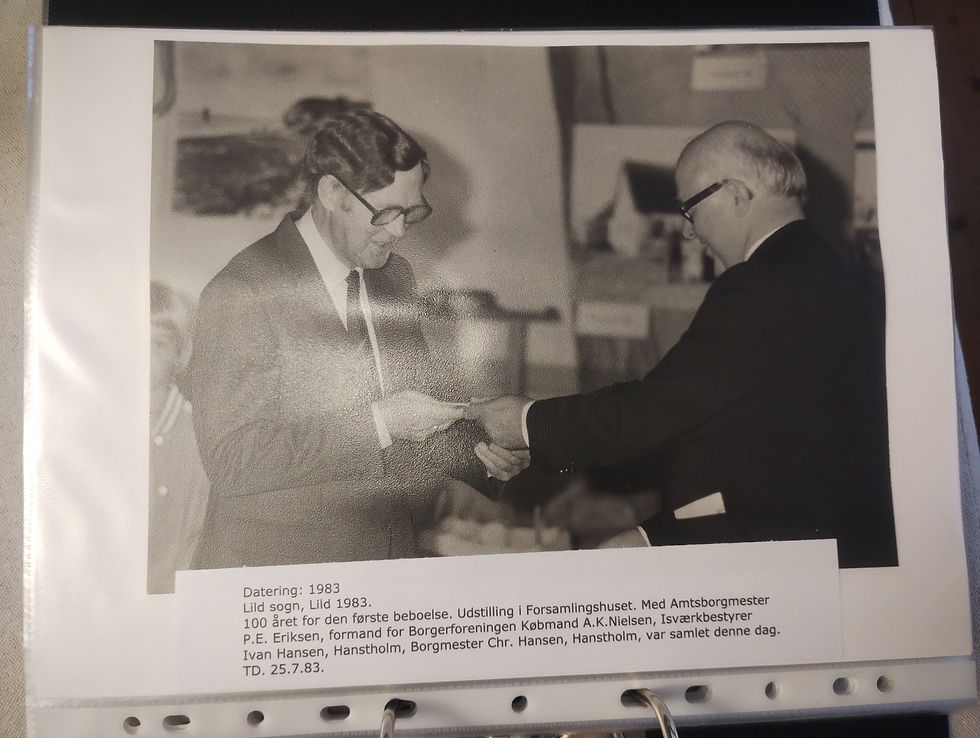 Datering: 1983
Lild sogn, Lild 1983.
100 året for den første beboelse. Udstilling i Forsamlingshuset. Med Amtsborgmester
P.E. Eriksen, formand for Borgerforeningen Købmand A.K.Nielsen, Isværkbestyrer
Ivan Hansen, Hanstholm, Borgmester Chr. Hansen, Hanstholm, var samlet denne dag.
TD. 25.7.83.